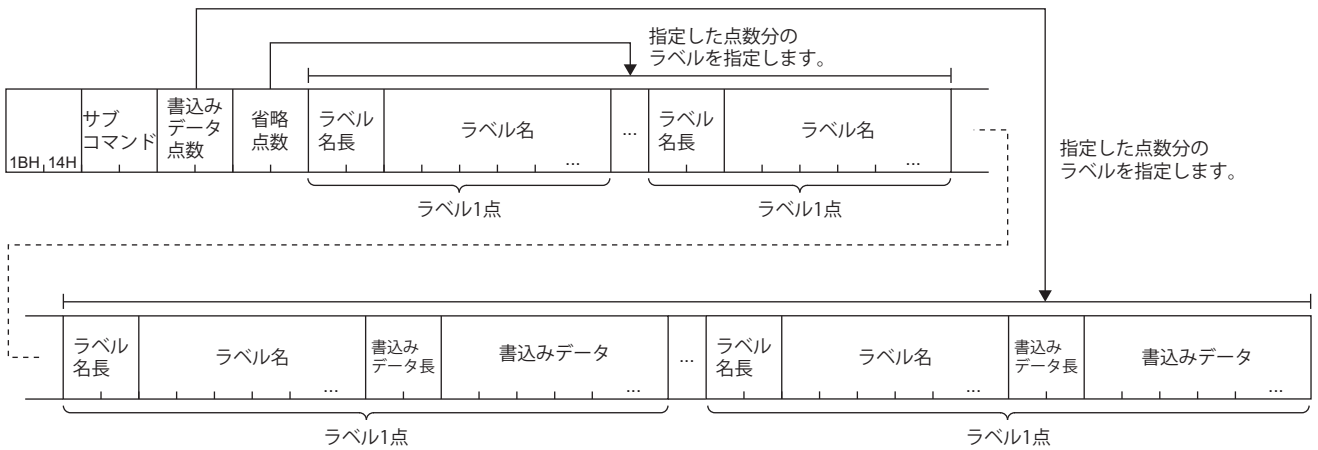 指定した点数分の
ラベルを指定します。
1BH 14H
サブ
コマンド
書込み
データ
点数
省略
点数
ラベル
名長
ラベル名
...
...
ラベル
名長
ラベル名
...
ラベル1点
ラベル1点
指定した点数分の
ラベルを指定します。
ラベル
名長
ラベル名
...
書込み
データ長
書込みデータ
...
...
ラベル
名長
ラベル名
...
書込み
データ長
書込みデータ
...
ラベル1点
ラベル1点